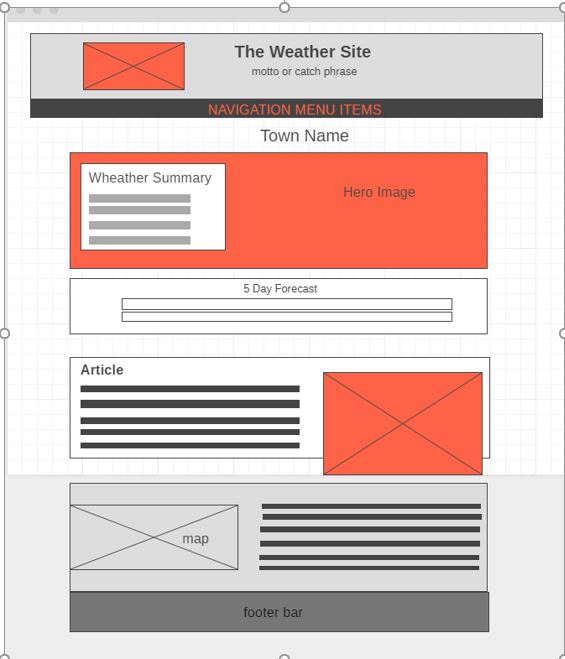 The Weather Site
motto or catch phrase
NAVIGATION MENU ITEMS
Town Name
Wheather Summary
Hero Image
5 Day Forecast
Article
map
footer bar